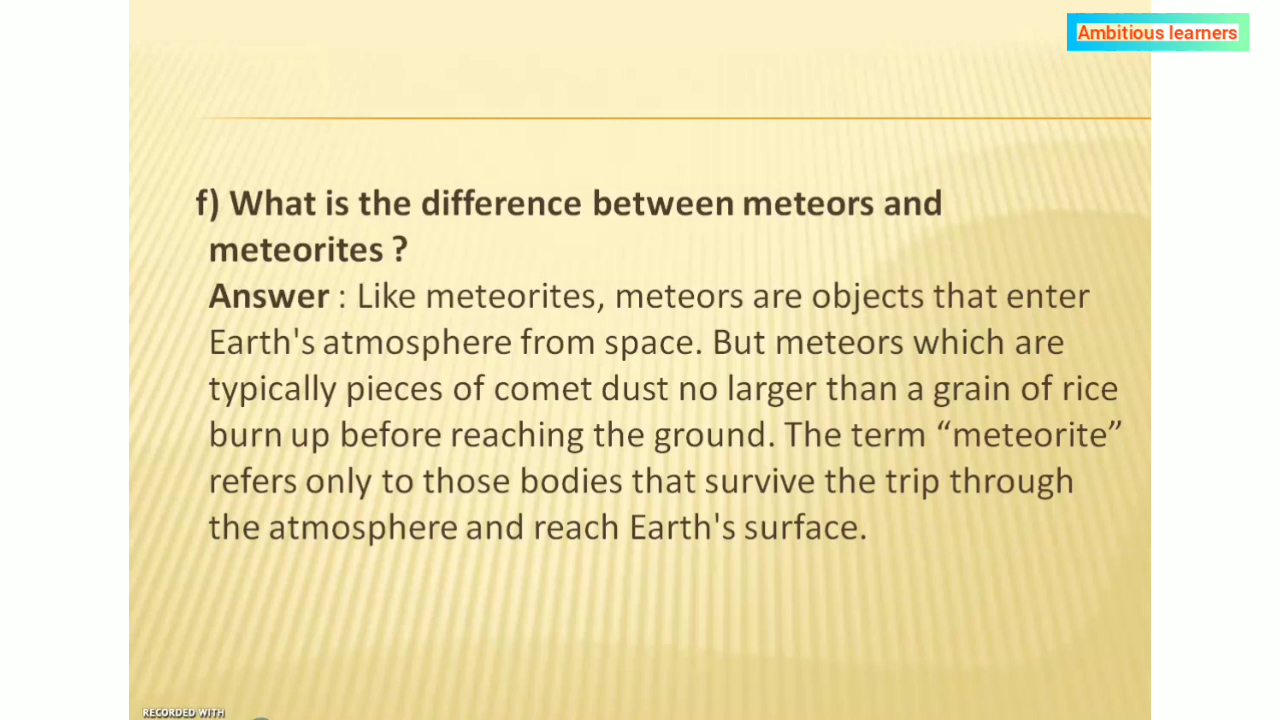 Ambitious learners
f) What is the difference between meteors and
meteorites ?
Answer : Like meteorites, meteors are objects that enter
Earth's atmosphere from space. But meteors which are
typically pieces of comet dust no larger than a grain of rice
burn up before reaching the ground. The term “meteorite”
refers only to those bodies that survive the trip through
the atmosphere and reach Earth's surface.
RECORDED WITH